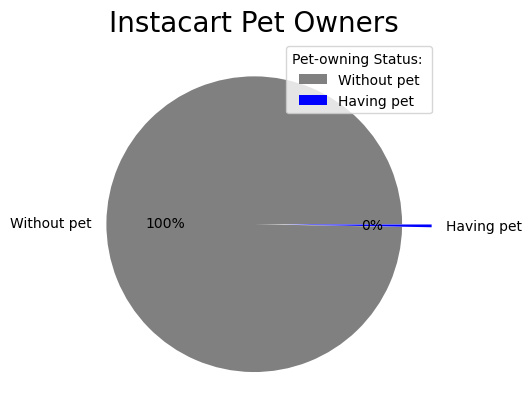 Instacart Pet Owners
Pet-owning Status:
Without pet
Having pet
Without pet
100%
0%
Having pet